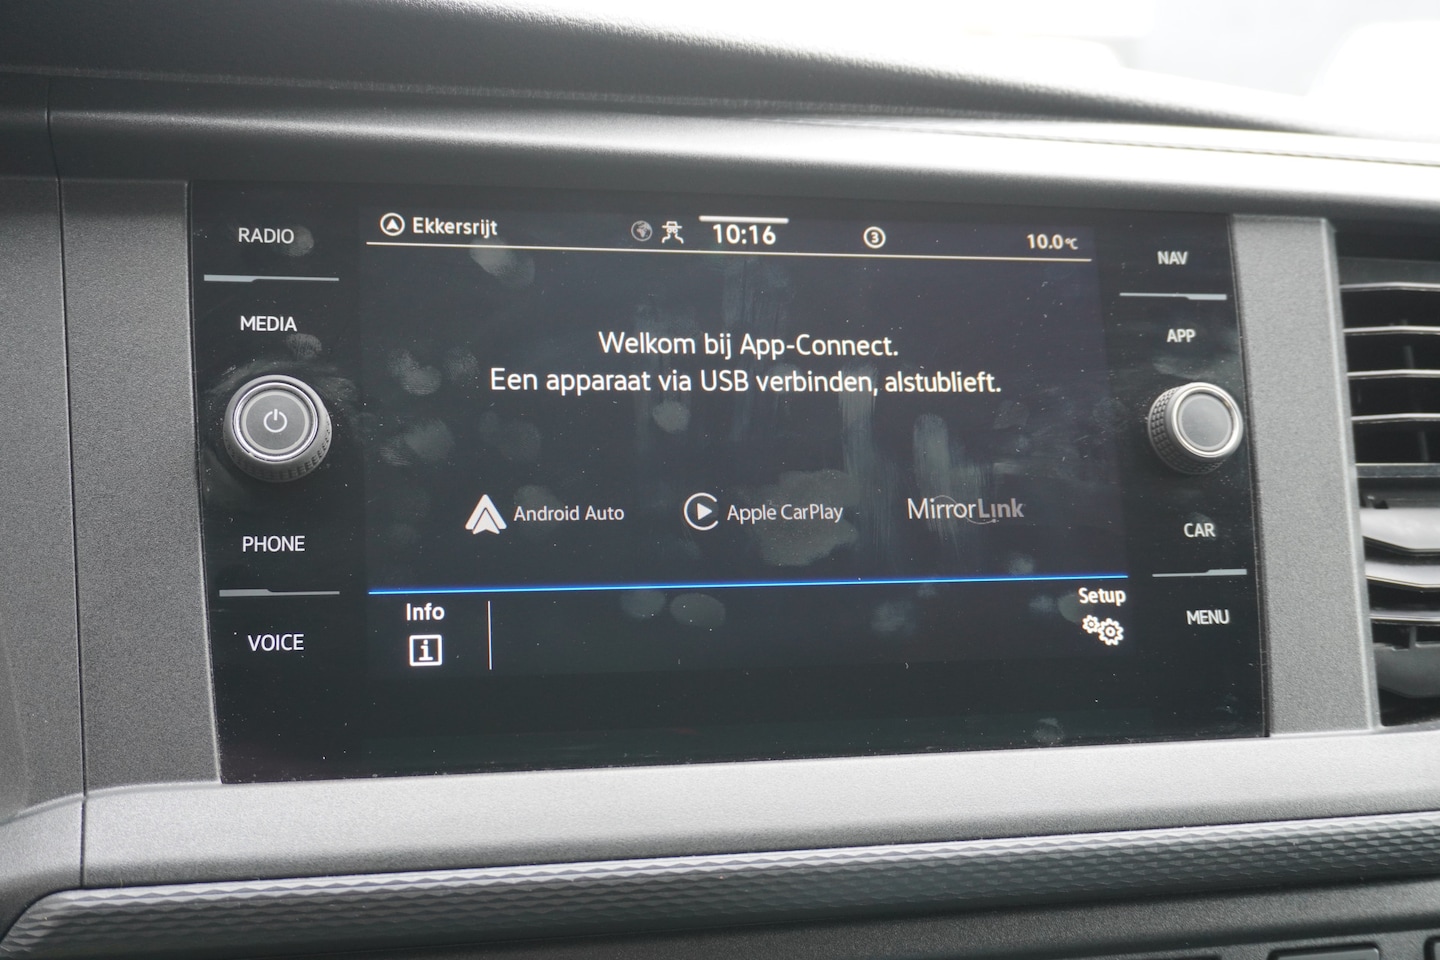 RADIO
MEDIA
PHONE
VOICE
Ekkersrijt
10:16
3
10.0°C
Welkom bij App-Connect.
Een apparaat via USB verbinden, alstublieft.
Android Auto
Apple CarPlay
MirrorLink
Info
i
Setup
NAV
APP
CAR
MENU